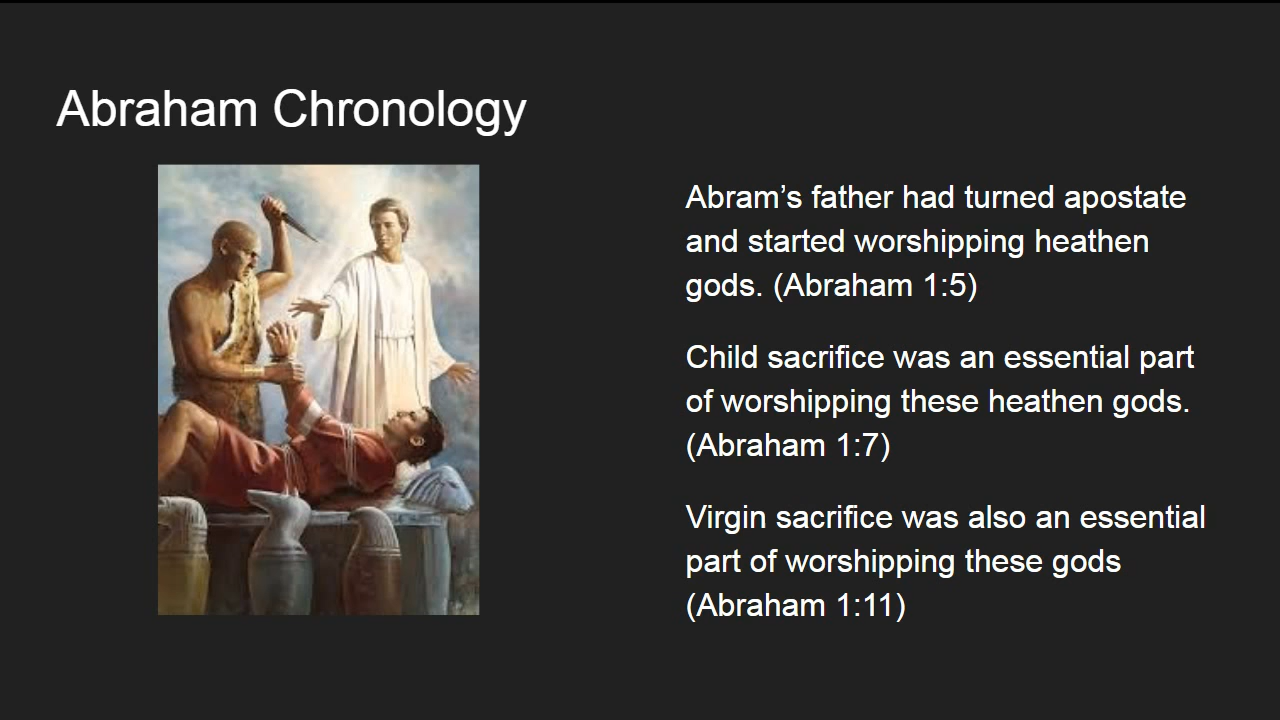 Abraham Chronology
Abram’s father had turned apostate
and started worshipping heathen
gods. (Abraham 1:5)
Child sacrifice was an essential part
of worshipping these heathen gods.
(Abraham 1:7)
Virgin sacrifice was also an essential
part of worshipping these gods
(Abraham 1:11)